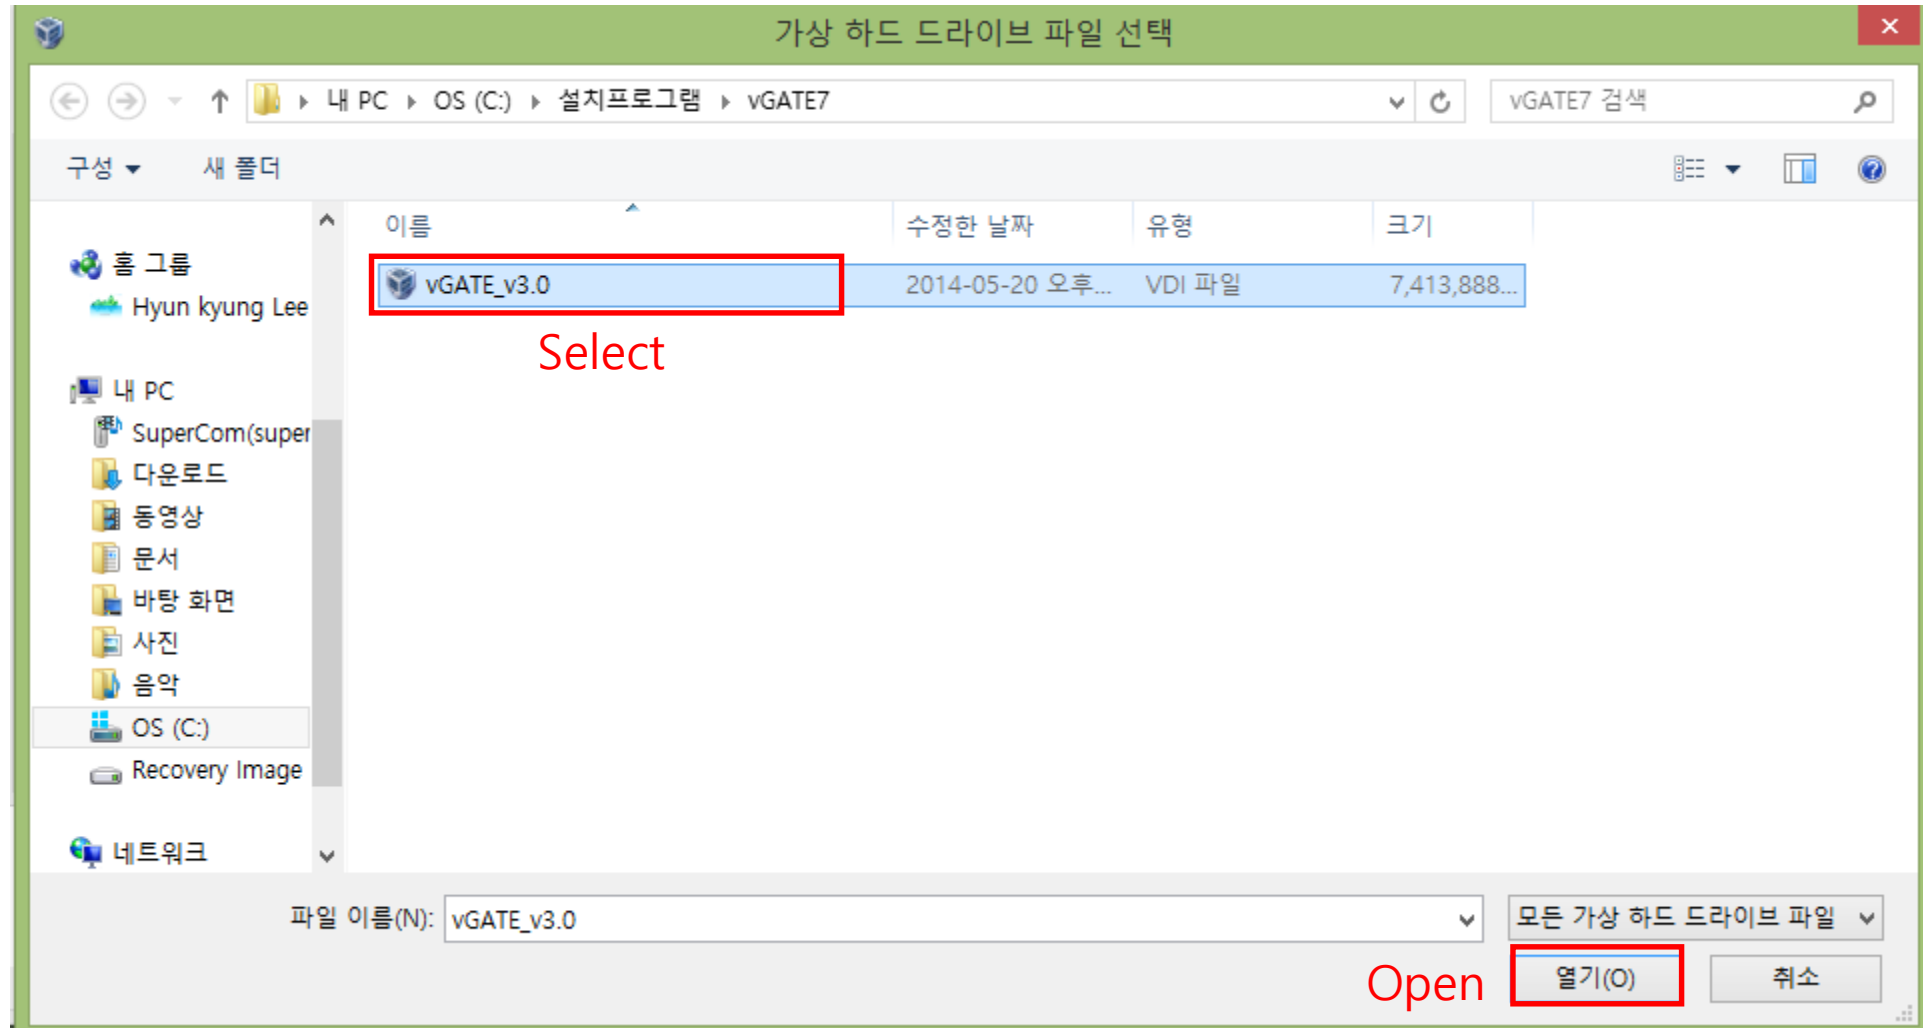 가상 하드 드라이브 파일 선택
내 PC OS (C:) 설치프로그램 vGATE7
vGATE7 검색
구성 새 폴더
이름 수정한 날짜 유형 크기
vGATE_v3.0 2014-05-20 오후... VDI 파일 7,413,888...
Select
홈 그룹
Hyun kyung Lee
내 PC
SuperCom(super
다운로드
동영상
문서
바탕 화면
사진
음악
OS (C:)
Recovery Image
네트워크
파일 이름(N): vGATE_v3.0 모든 가상 하드 드라이브 파일
Open 열기(O) 취소